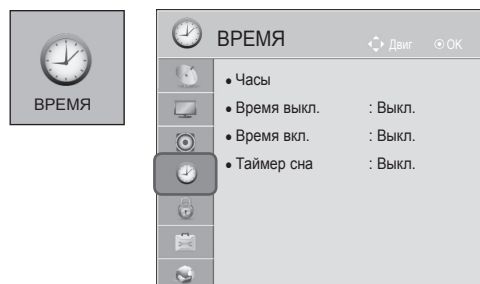 ВРЕМЯ
ВРЕМЯ Двиг OK
• Часы
• Время выкл. : Выкл.
• Время вкл. : Выкл.
• Таймер сна : Выкл.